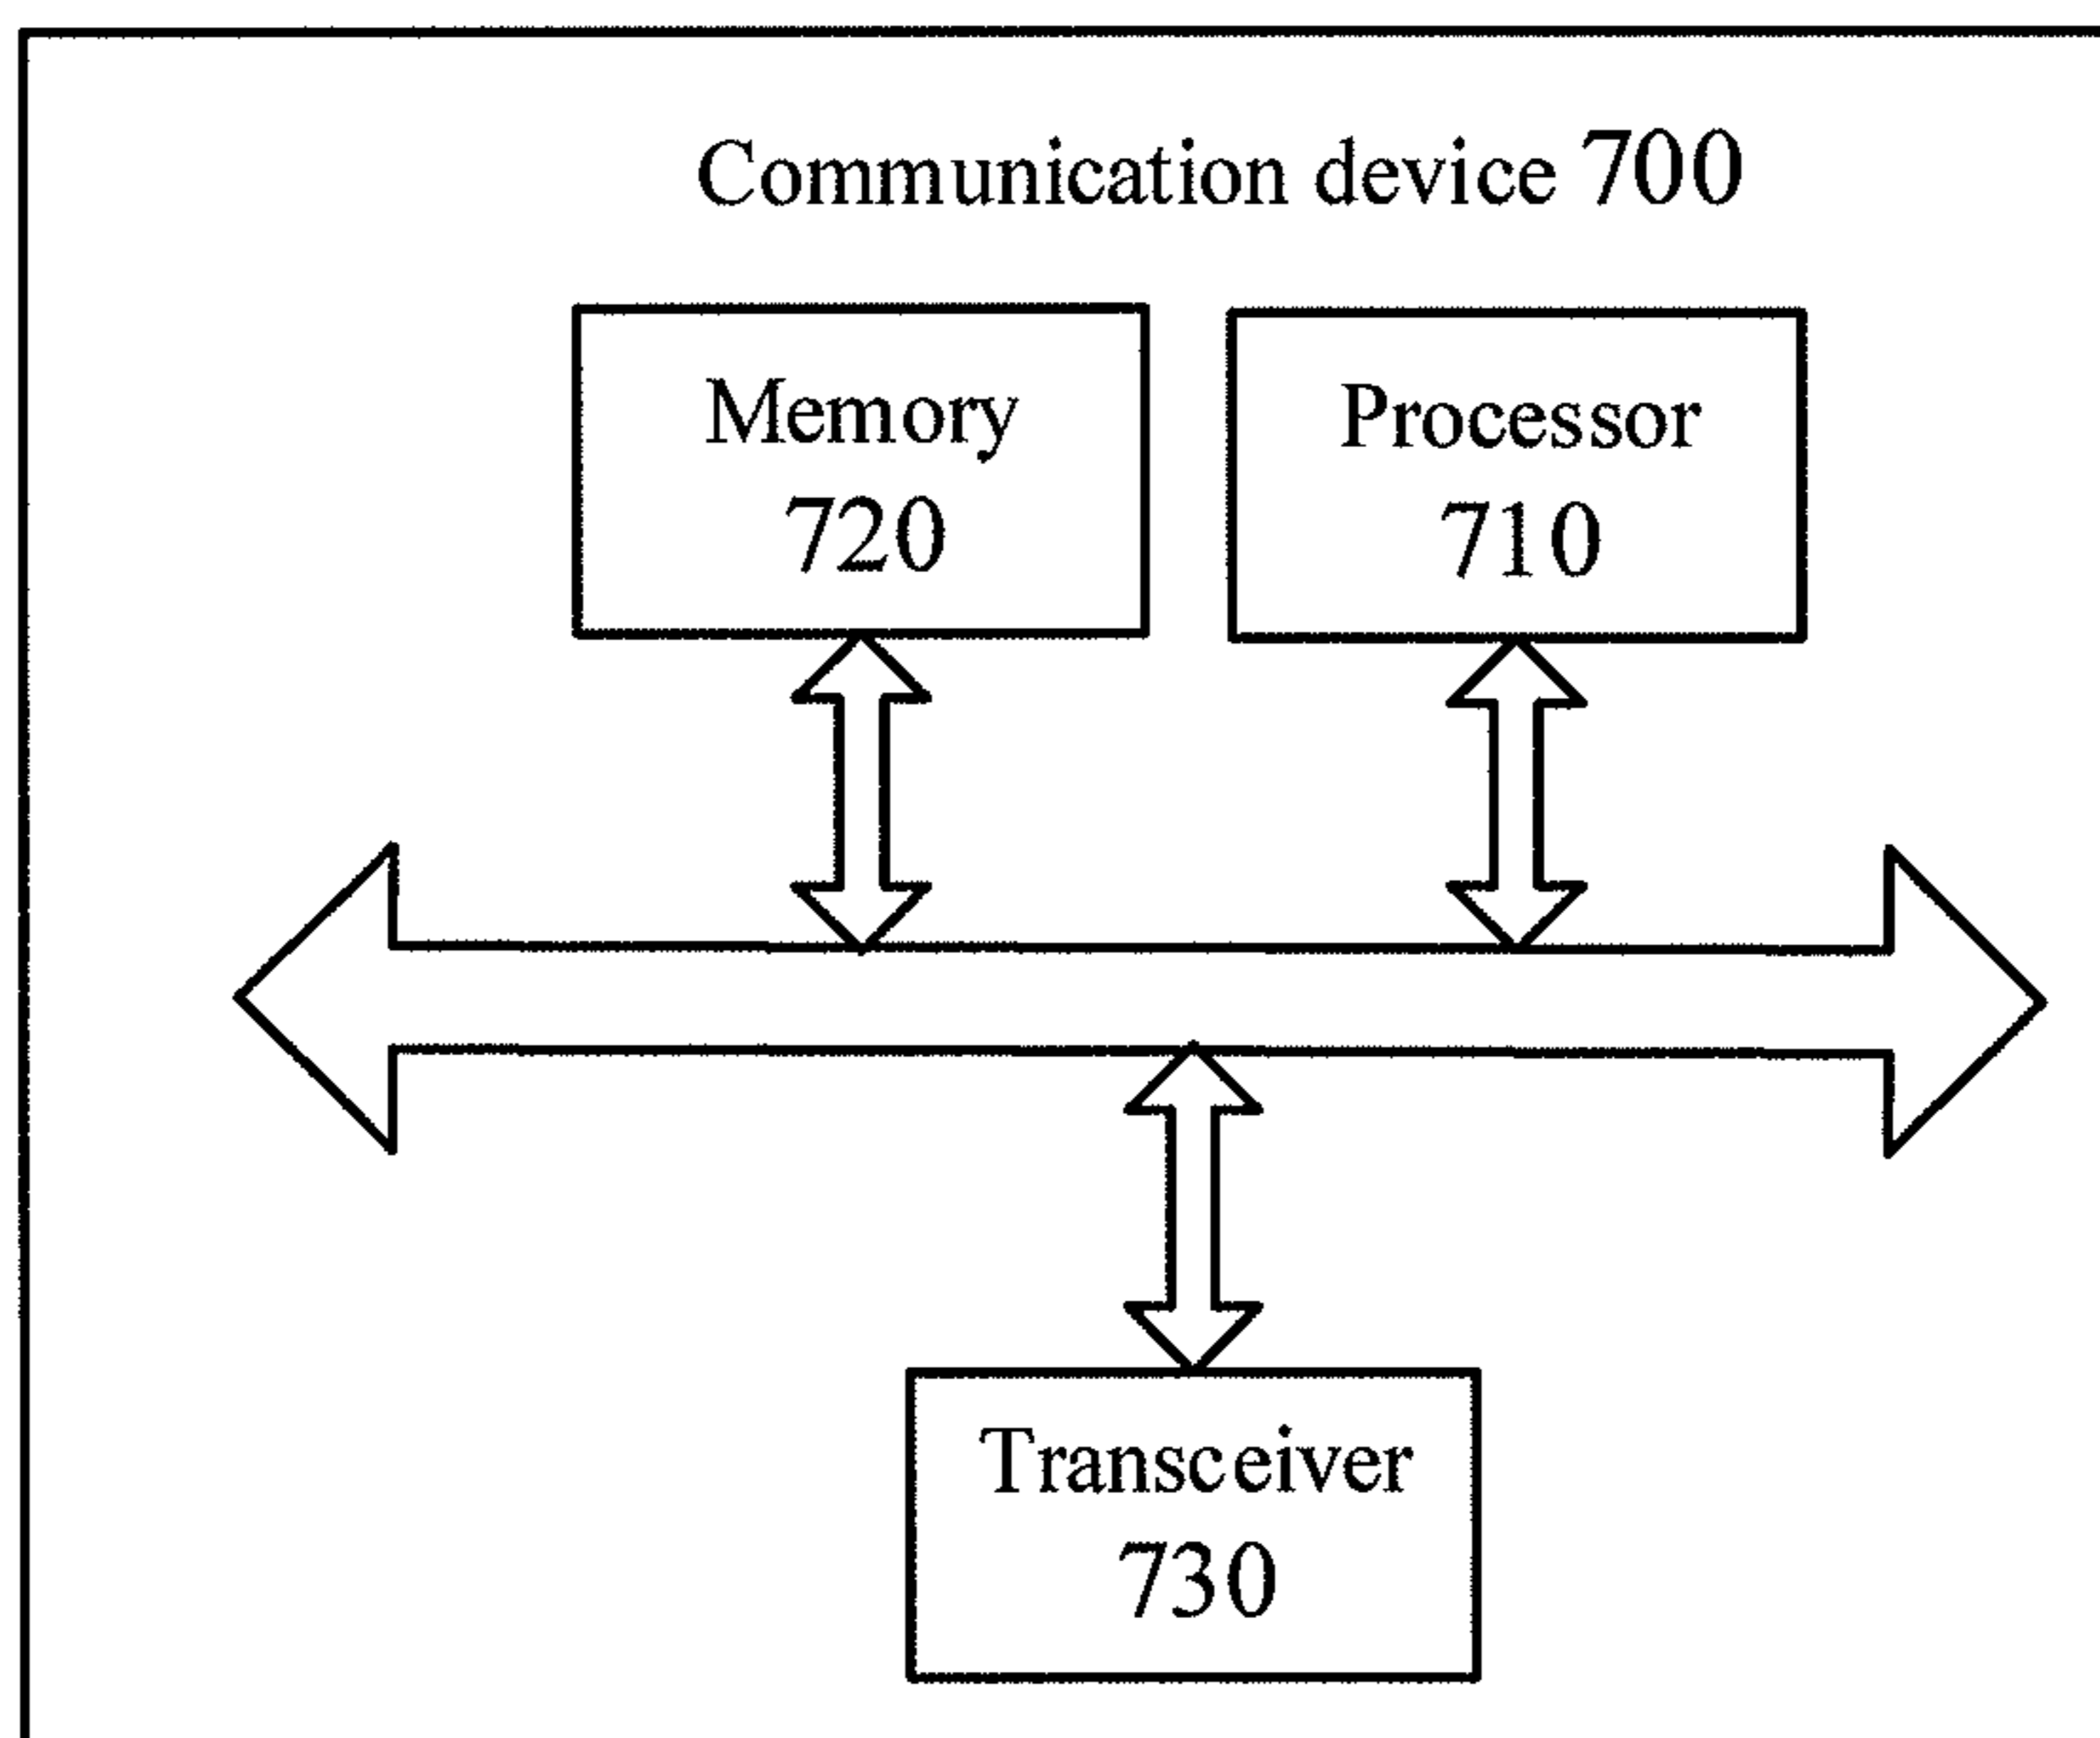 Communication device 700
Memory
720
Processor
710
Transceiver
730